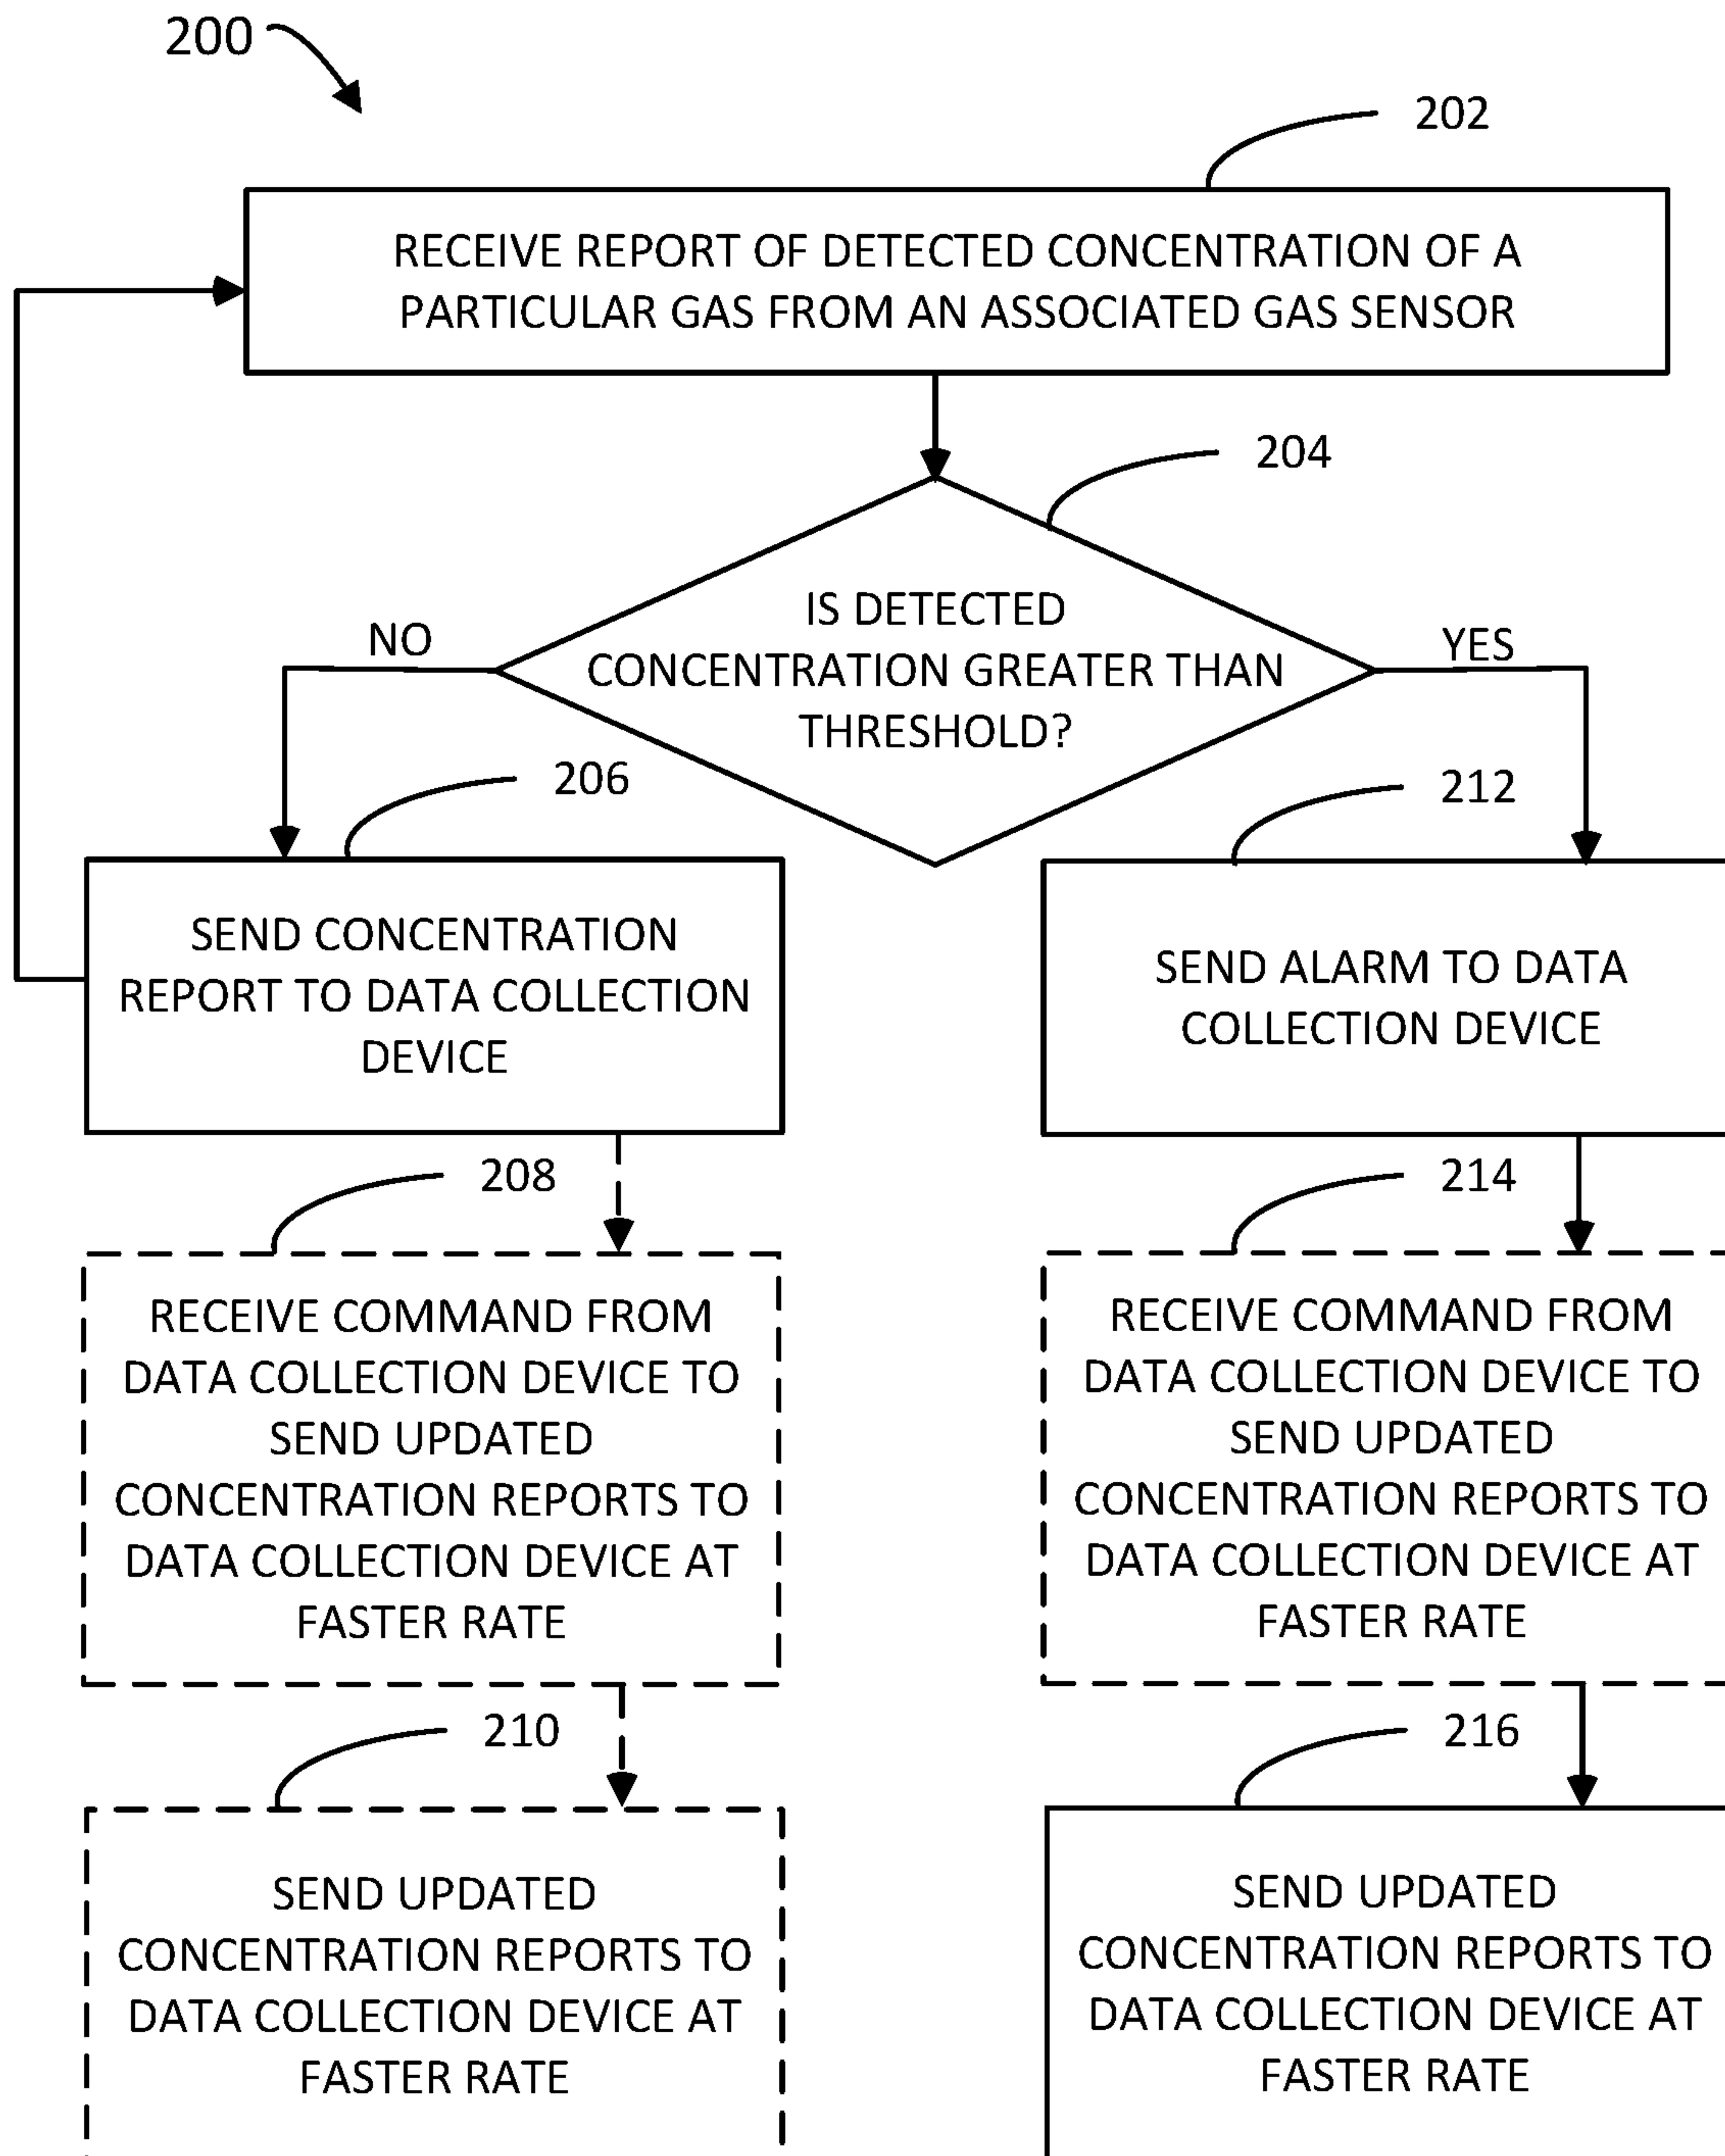 200
202
RECEIVE REPORT OF DETECTED CONCENTRATION OF A
PARTICULAR GAS FROM AN ASSOCIATED GAS SENSOR
204
IS DETECTED
CONCENTRATION GREATER THAN
THRESHOLD?
NO
YES
206
SEND CONCENTRATION
REPORT TO DATA COLLECTION
DEVICE
212
SEND ALARM TO DATA
COLLECTION DEVICE
208
RECEIVE COMMAND FROM
DATA COLLECTION DEVICE TO
SEND UPDATED
CONCENTRATION REPORTS TO
DATA COLLECTION DEVICE AT
FASTER RATE
214
RECEIVE COMMAND FROM
DATA COLLECTION DEVICE TO
SEND UPDATED
CONCENTRATION REPORTS TO
DATA COLLECTION DEVICE AT
FASTER RATE
210
SEND UPDATED
CONCENTRATION REPORTS TO
DATA COLLECTION DEVICE AT
FASTER RATE
216
SEND UPDATED
CONCENTRATION REPORTS TO
DATA COLLECTION DEVICE AT
FASTER RATE